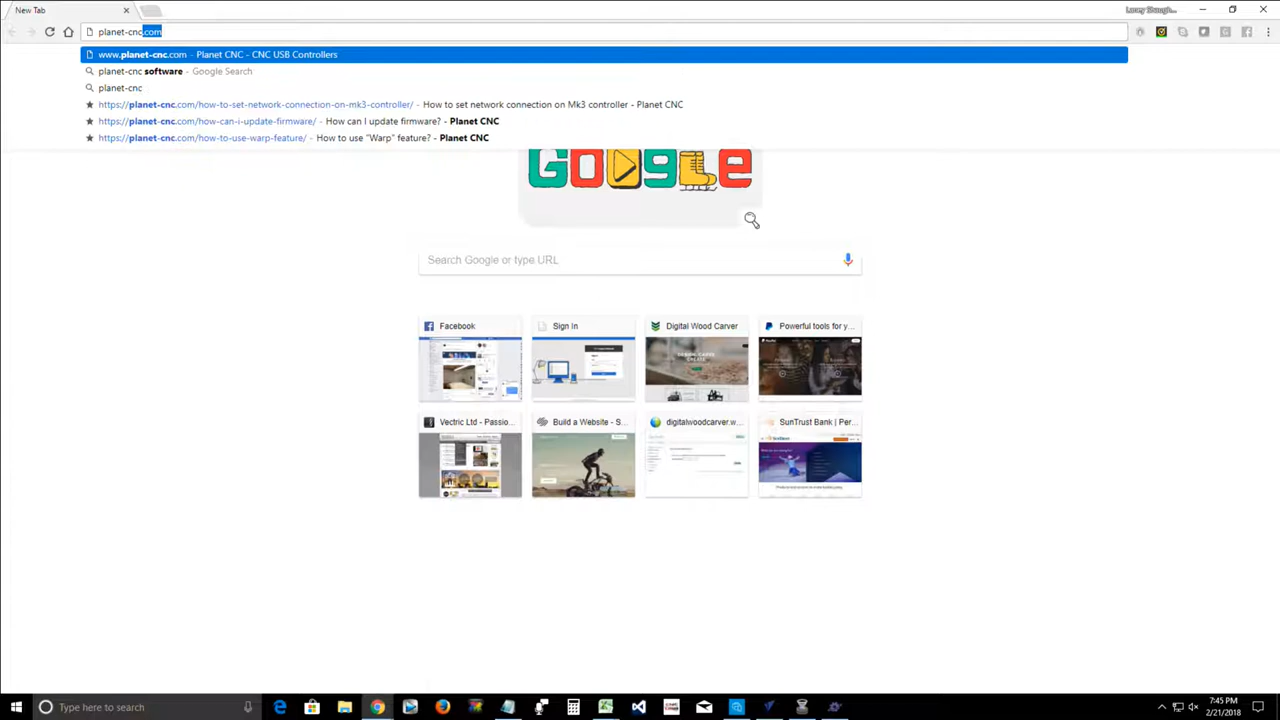 New Tab
planet-cnc.com
www.planet-cnc.com - Planet CNC - CNC USB Controllers
planet-cnc software - Google Search
planet-cnc
https://planet-cnc.com/how-to-set-network-connection-on-mk3-controller/ - How to set network connection on Mk3 controller - Planet CNC
https://planet-cnc.com/how-can-i-update-firmware/ - How can I update firmware? - Planet CNC
https://planet-cnc.com/how-to-use-warp-feature/ - How to use "Warp" feature? - Planet CNC
Google
Search Google or type URL
Facebook
Sign In
Digital Wood Carver
Powerful tools for y...
Vectric Ltd - Passio...
Build a Website - S...
digitalwoodcarver.w...
SunTrust Bank | Per...
Type here to search
7:45 PM
2/21/2018